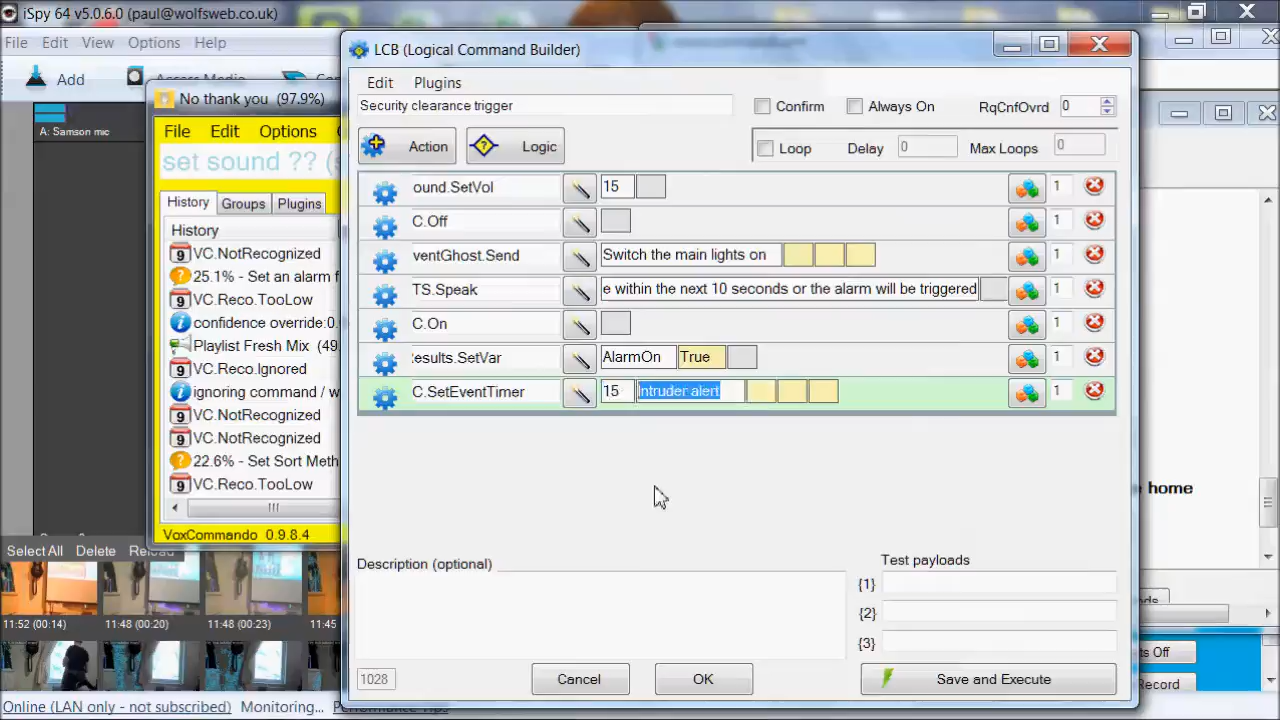 iSpy 64 v5.0.6.0 (paul@wolfsweb.co.uk)
File Edit View Options Help
Add
A: Samson mic
No thank you (97.9%)
File Edit Options
set sound ?? (s
History Groups Plugins
History
VC.NotRecognized
25.1% - Set an alarm f
VC.Reco.TooLow
confidence override:0.
Playlist Fresh Mix (49
VC.Reco.Ignored
ignoring command / w
VC.NotRecognized
VC.NotRecognized
22.6% - Set Sort Meth
VC.Reco.TooLow
VoxCommando 0.9.8.4
Select All Delete Reload
11:52 (00:14) 11:48 (00:20) 11:48 (00:23) 11:45
Online (LAN only - not subscribed) Monitoring... Performance Tips
LCB (Logical Command Builder)
Edit Plugins
Security clearance trigger
Confirm Always On RqCnfOvrd 0
Action Logic
Loop Delay 0 Max Loops 0
ound.SetVol 15 1
C.Off 1
ventGhost.Send Switch the main lights on 1
TS.Speak e within the next 10 seconds or the alarm will be triggered 1
C.On 1
esults.SetVar AlarmOn True 1
C.SetEventTimer 15 Intruder alert 1
Description (optional)
Test payloads
{1}
{2}
{3}
1028 Cancel OK Save and Execute
home
ts Off
Record